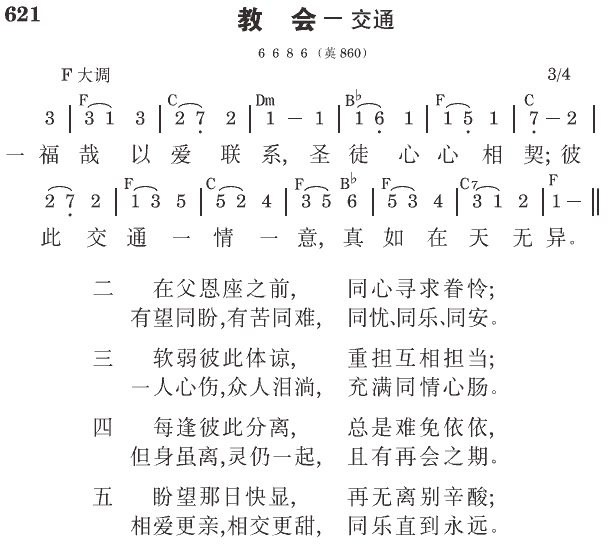 621
教 会 — 交通
6 6 8 6（英860）
F 大调 3/4
F C Dm B♭ F C
3 | 3 1 3 | 2 7 2 | 1 - 1 | 1 6 1 | 1 5 1 | 7 - 2 |
一 福 哉 以 爱 联 系, 圣 徒 心 心 相 契; 彼
F C F B♭ F C7 F
2 7 2 | 1 3 5 | 5 2 4 | 3 5 6 | 5 3 4 | 3 1 2 | 1 - ||
此 交 通 一 情 一 意, 真 如 在 天 无 异。
二 在父恩座之前, 同心寻求眷怜;
有望同盼,有苦同难, 同忧、同乐、同安。
三 软弱彼此体谅, 重担互相担当;
一人心伤,众人泪淌, 充满同情心肠。
四 每逢彼此分离, 总是难免依依,
但身虽离,灵仍一起, 且有再会之期。
五 盼望那日快显, 再无离别辛酸;
相爱更亲,相交更甜, 同乐直到永远。